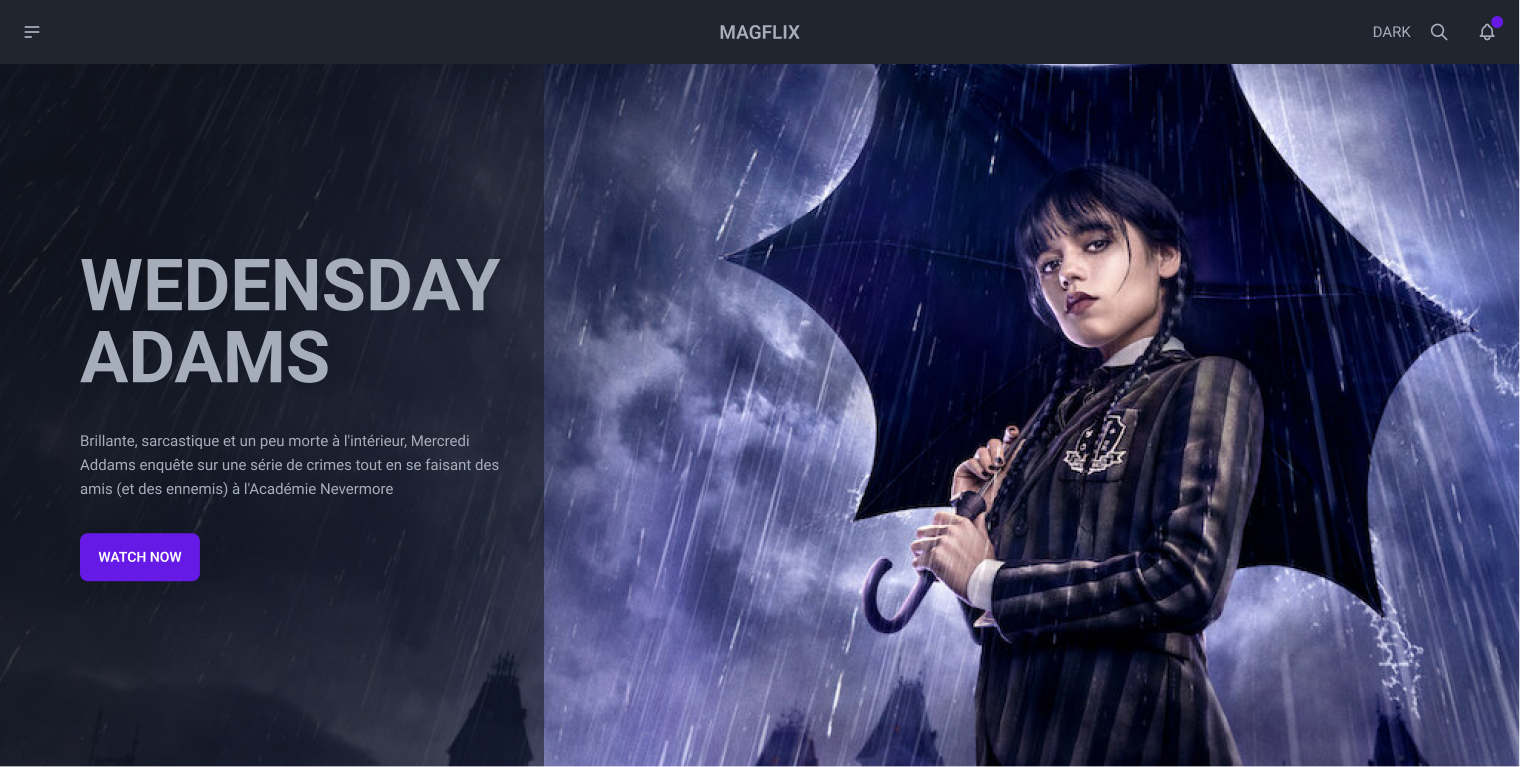 MAGFLIX
DARK
WEDENSDAY
ADAMS
Brillante, sarcastique et un peu morte à l'intérieur, Mercredi
Addams enquête sur une série de crimes tout en se faisant des
amis (et des ennemis) à l'Académie Nevermore
WATCH NOW